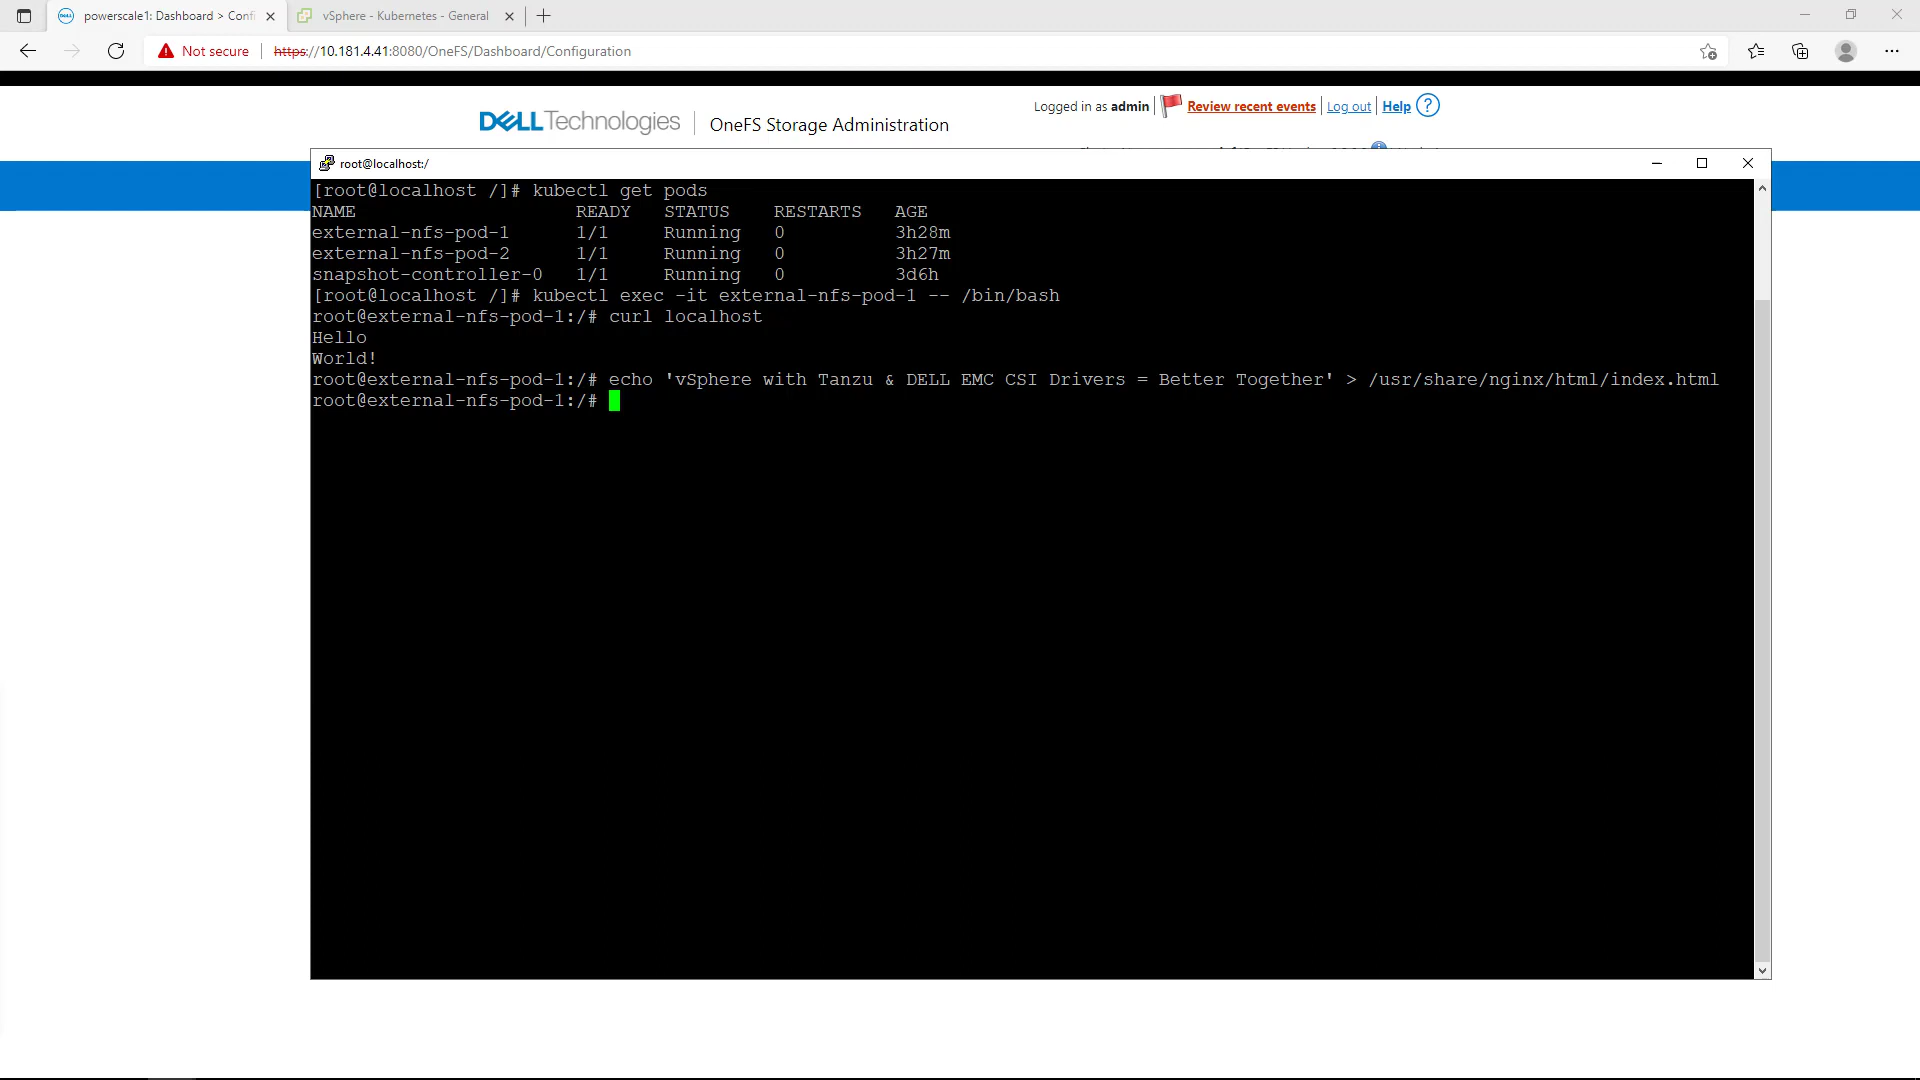 powerscale1: Dashboard > Confi
vSphere - Kubernetes - General
Not secure
https://10.181.4.41:8080/OneFS/Dashboard/Configuration
DELL Technologies
OneFS Storage Administration
Logged in as admin
Review recent events
Log out
Help
?
root@localhost:/
[root@localhost /]# kubectl get pods
NAME READY STATUS RESTARTS AGE
external-nfs-pod-1 1/1 Running 0 3h28m
external-nfs-pod-2 1/1 Running 0 3h27m
snapshot-controller-0 1/1 Running 0 3d6h
[root@localhost /]# kubectl exec -it external-nfs-pod-1 -- /bin/bash
root@external-nfs-pod-1:/# curl localhost
Hello
World!
root@external-nfs-pod-1:/# echo 'vSphere with Tanzu & DELL EMC CSI Drivers = Better Together' > /usr/share/nginx/html/index.html
root@external-nfs-pod-1:/#